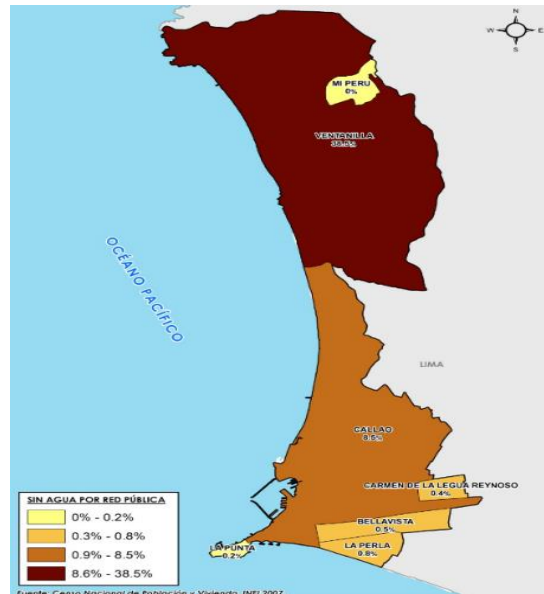 N
W E
S
MI PERU
0%
VENTANILLA
38.5%
OCÉANO PACÍFICO
LIMA
CALLAO
8.5%
CARMEN DE LA LEGUA REYNOSO
0.4%
BELLAVISTA
0.5%
LA PERLA
0.8%
LA PUNTA
0.2%
SIN AGUA POR RED PÚBLICA
0% - 0.2%
0.3% - 0.8%
0.9% - 8.5%
8.6% - 38.5%
Fuente: Censo Nacional de Población y Vivienda, INEI 2007